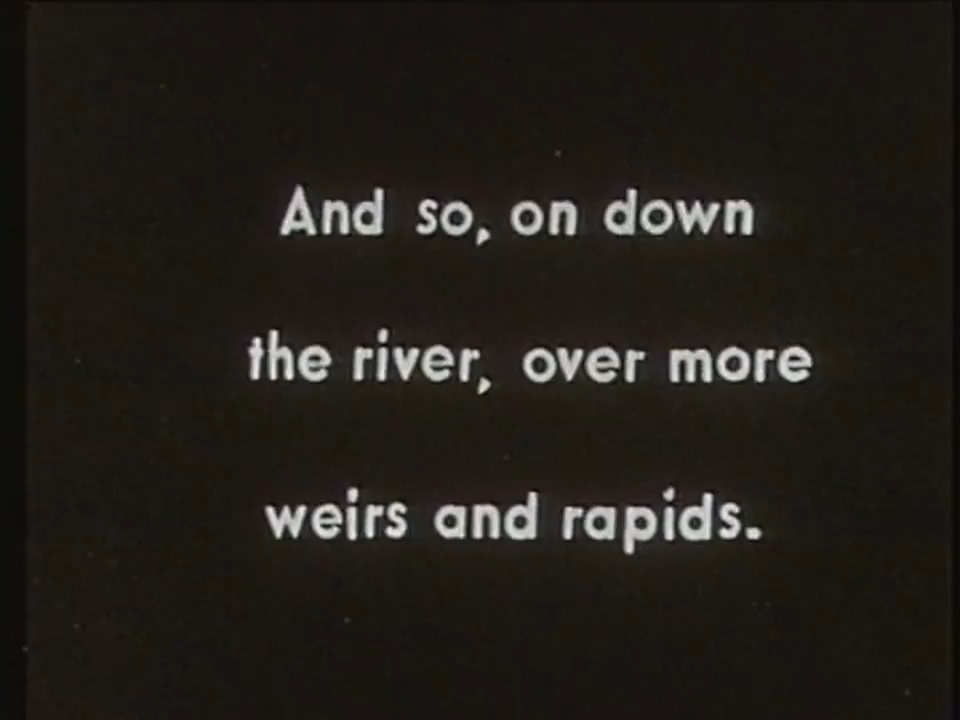 And so, on down
the river, over more
weirs and rapids.